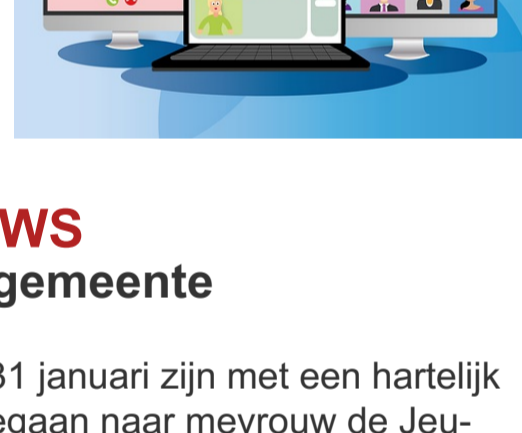 ws
gemeente
31 januari zijn met een hartelijk
egaan naar mevrouw de Jeu-